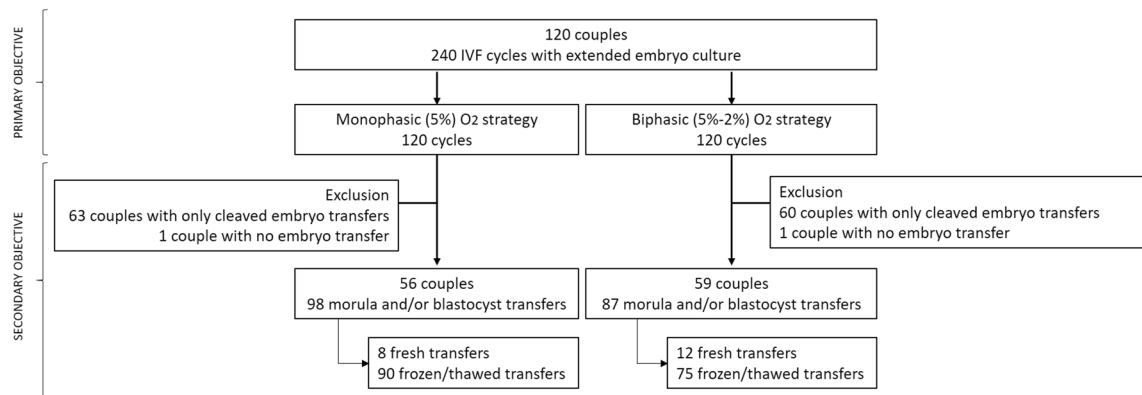 PRIMARY OBJECTIVE
120 couples
240 IVF cycles with extended embryo culture
Monophasic (5%) O2 strategy
120 cycles
Biphasic (5%-2%) O2 strategy
120 cycles
SECONDARY OBJECTIVE
Exclusion
63 couples with only cleaved embryo transfers
1 couple with no embryo transfer
Exclusion
60 couples with only cleaved embryo transfers
1 couple with no embryo transfer
56 couples
98 morula and/or blastocyst transfers
59 couples
87 morula and/or blastocyst transfers
8 fresh transfers
90 frozen/thawed transfers
12 fresh transfers
75 frozen/thawed transfers